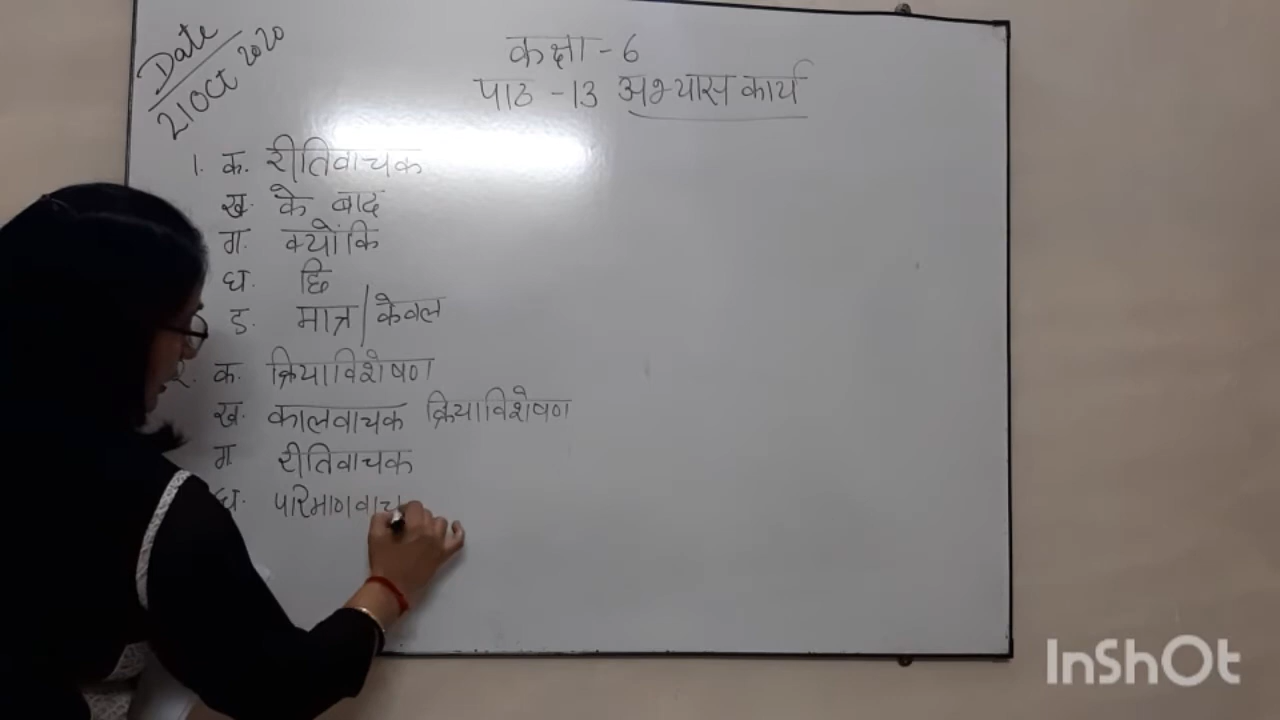 Date
21 Oct 2020
कक्षा - 6
पाठ - 13 अभ्यास कार्य
1. क. रीतिवाचक
ख. के बाद
ग. क्योंकि
घ. छि
ड. मात्र/केवल
२. क. क्रियाविशेषण
ख. कालवाचक क्रियाविशेषण
ग रीतिवाचक
घ. परिमाणवाच
InShOt